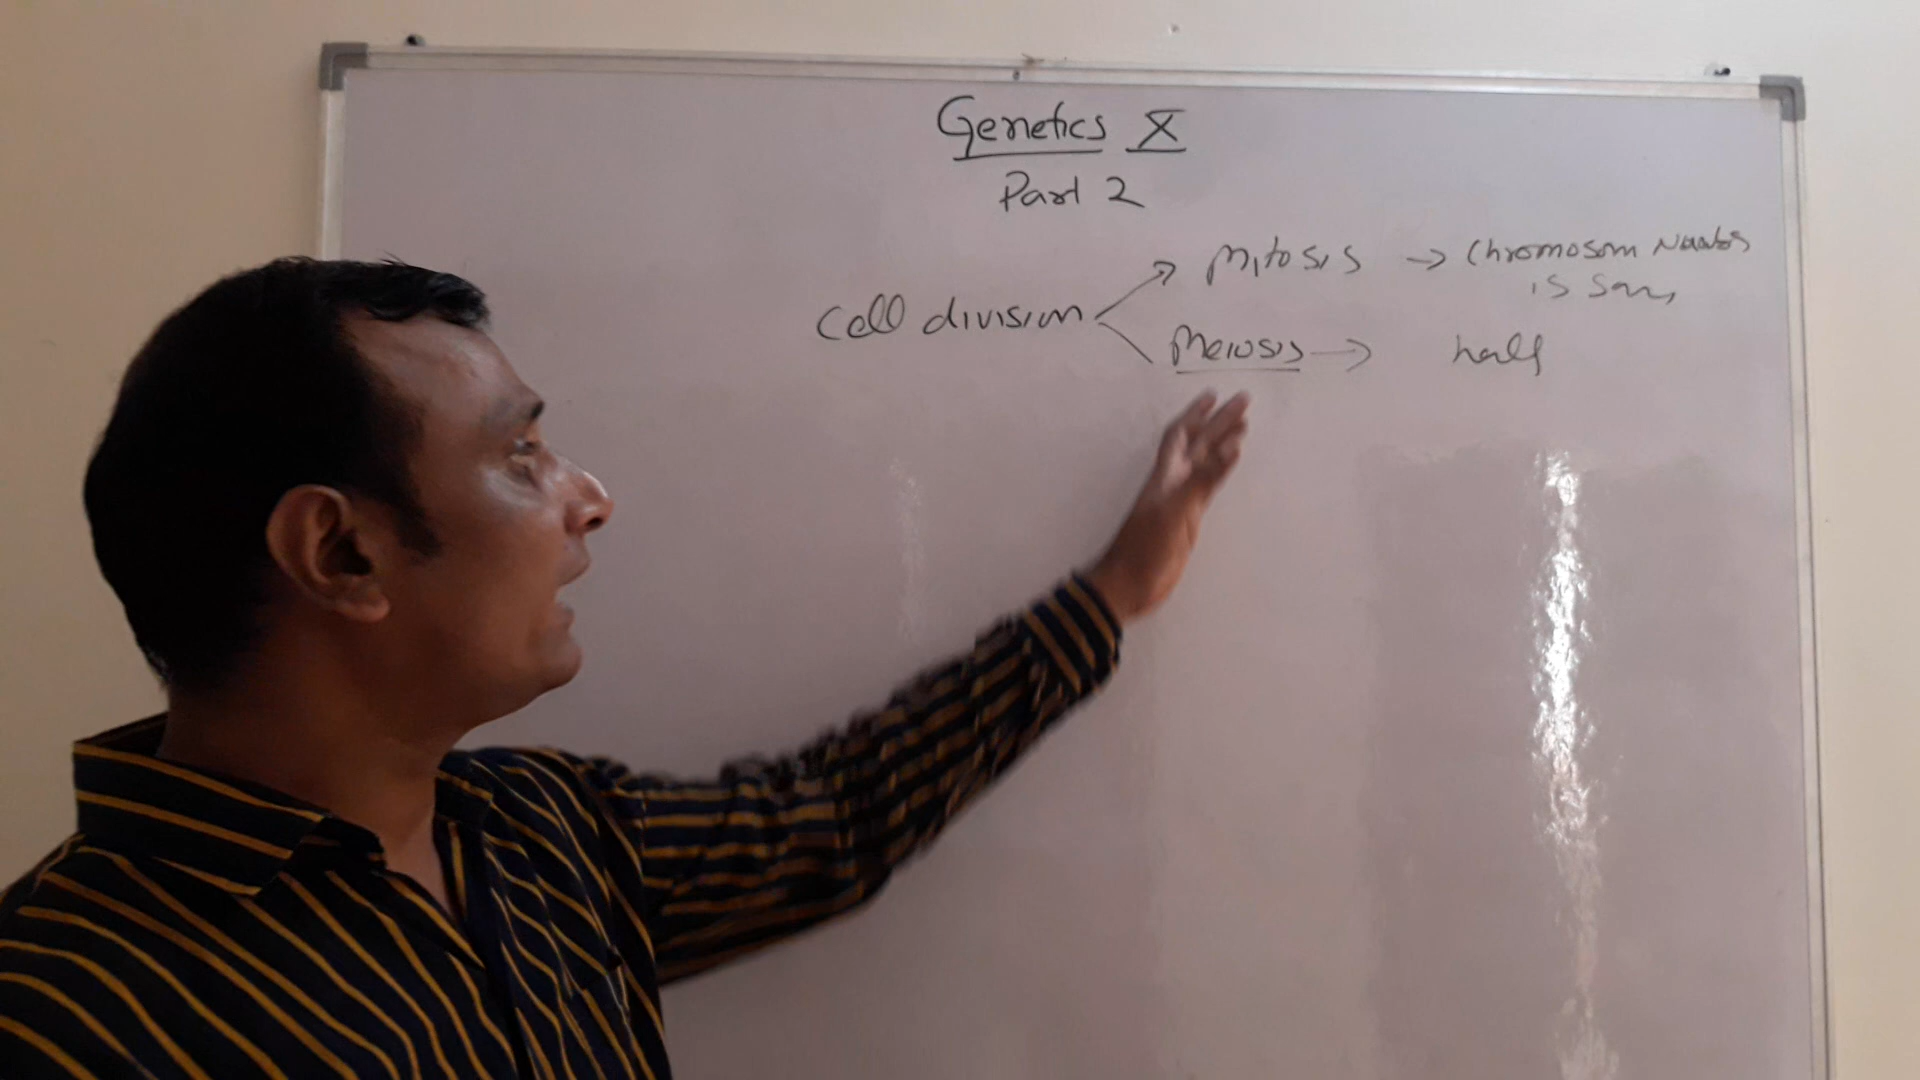 Genetics X
Part 2
Cell division
Mitosis → Chromosom Number
is Same
Meiosis → half